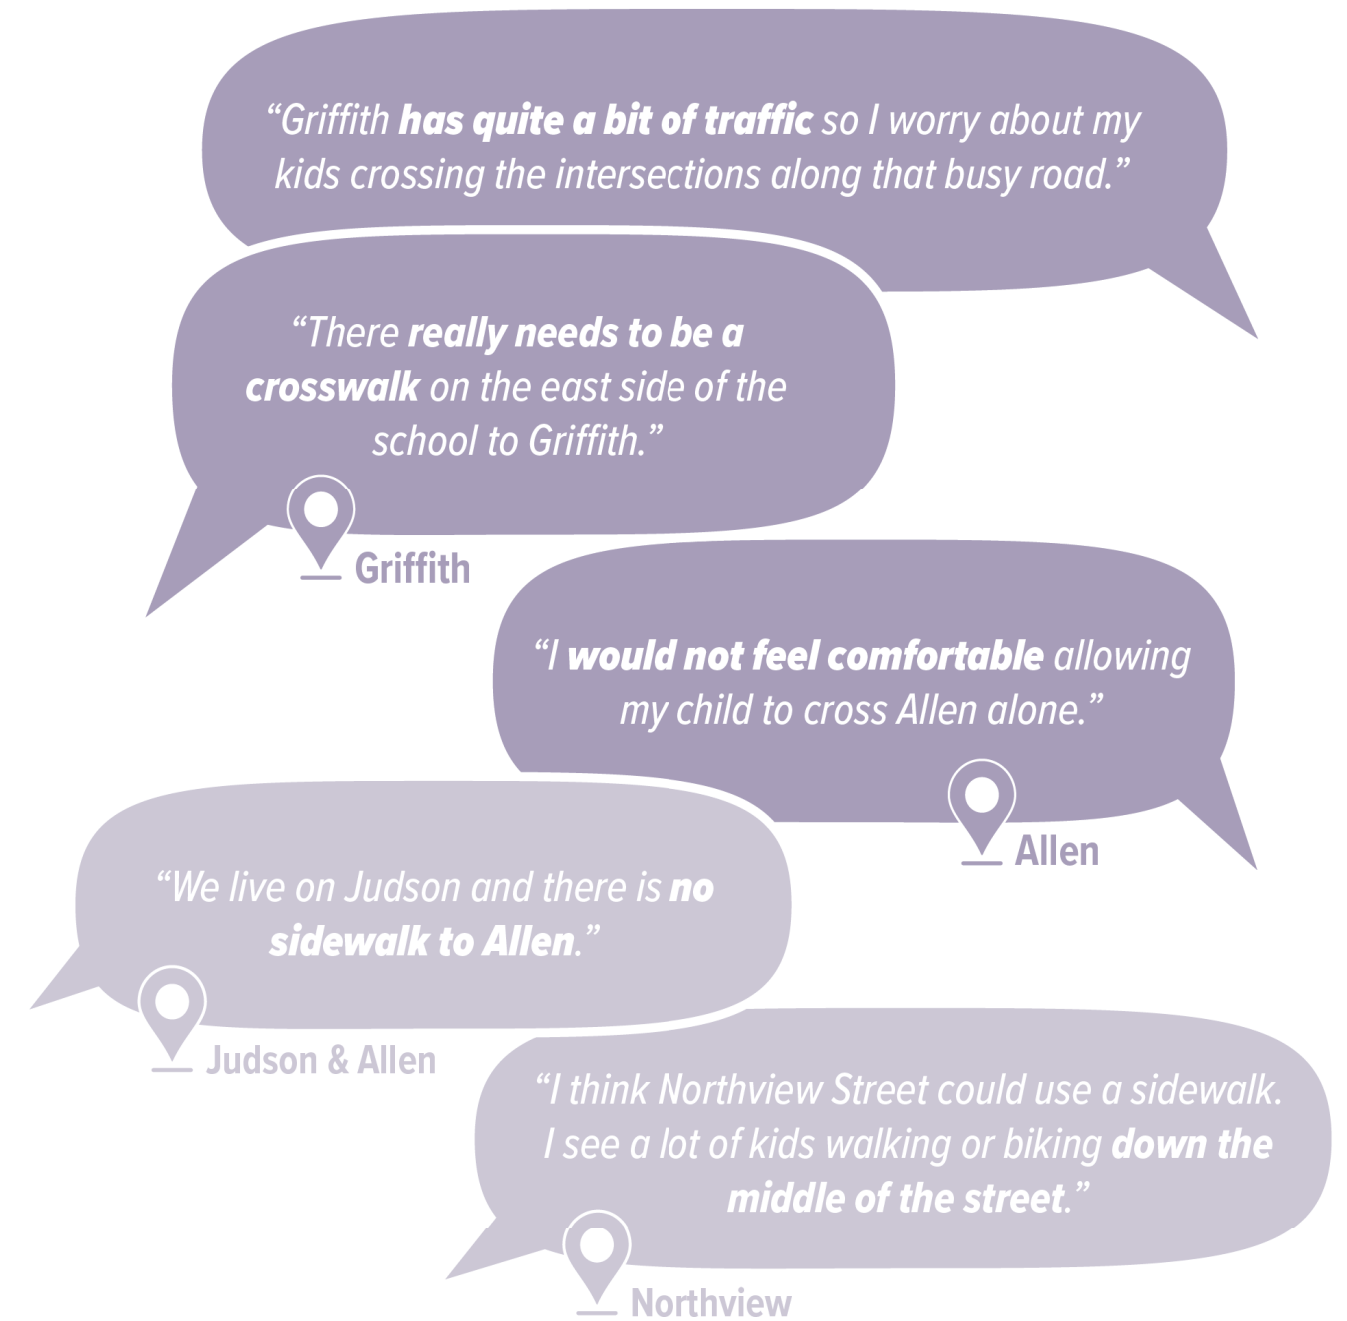 “Griffith has quite a bit of traffic so I worry about my
kids crossing the intersections along that busy road.”
“There really needs to be a
crosswalk on the east side of the
school to Griffith.”
Griffith
“I would not feel comfortable allowing
my child to cross Allen alone.”
Allen
“We live on Judson and there is no
sidewalk to Allen.”
Judson & Allen
“I think Northview Street could use a sidewalk.
I see a lot of kids walking or biking down the
middle of the street.”
Northview